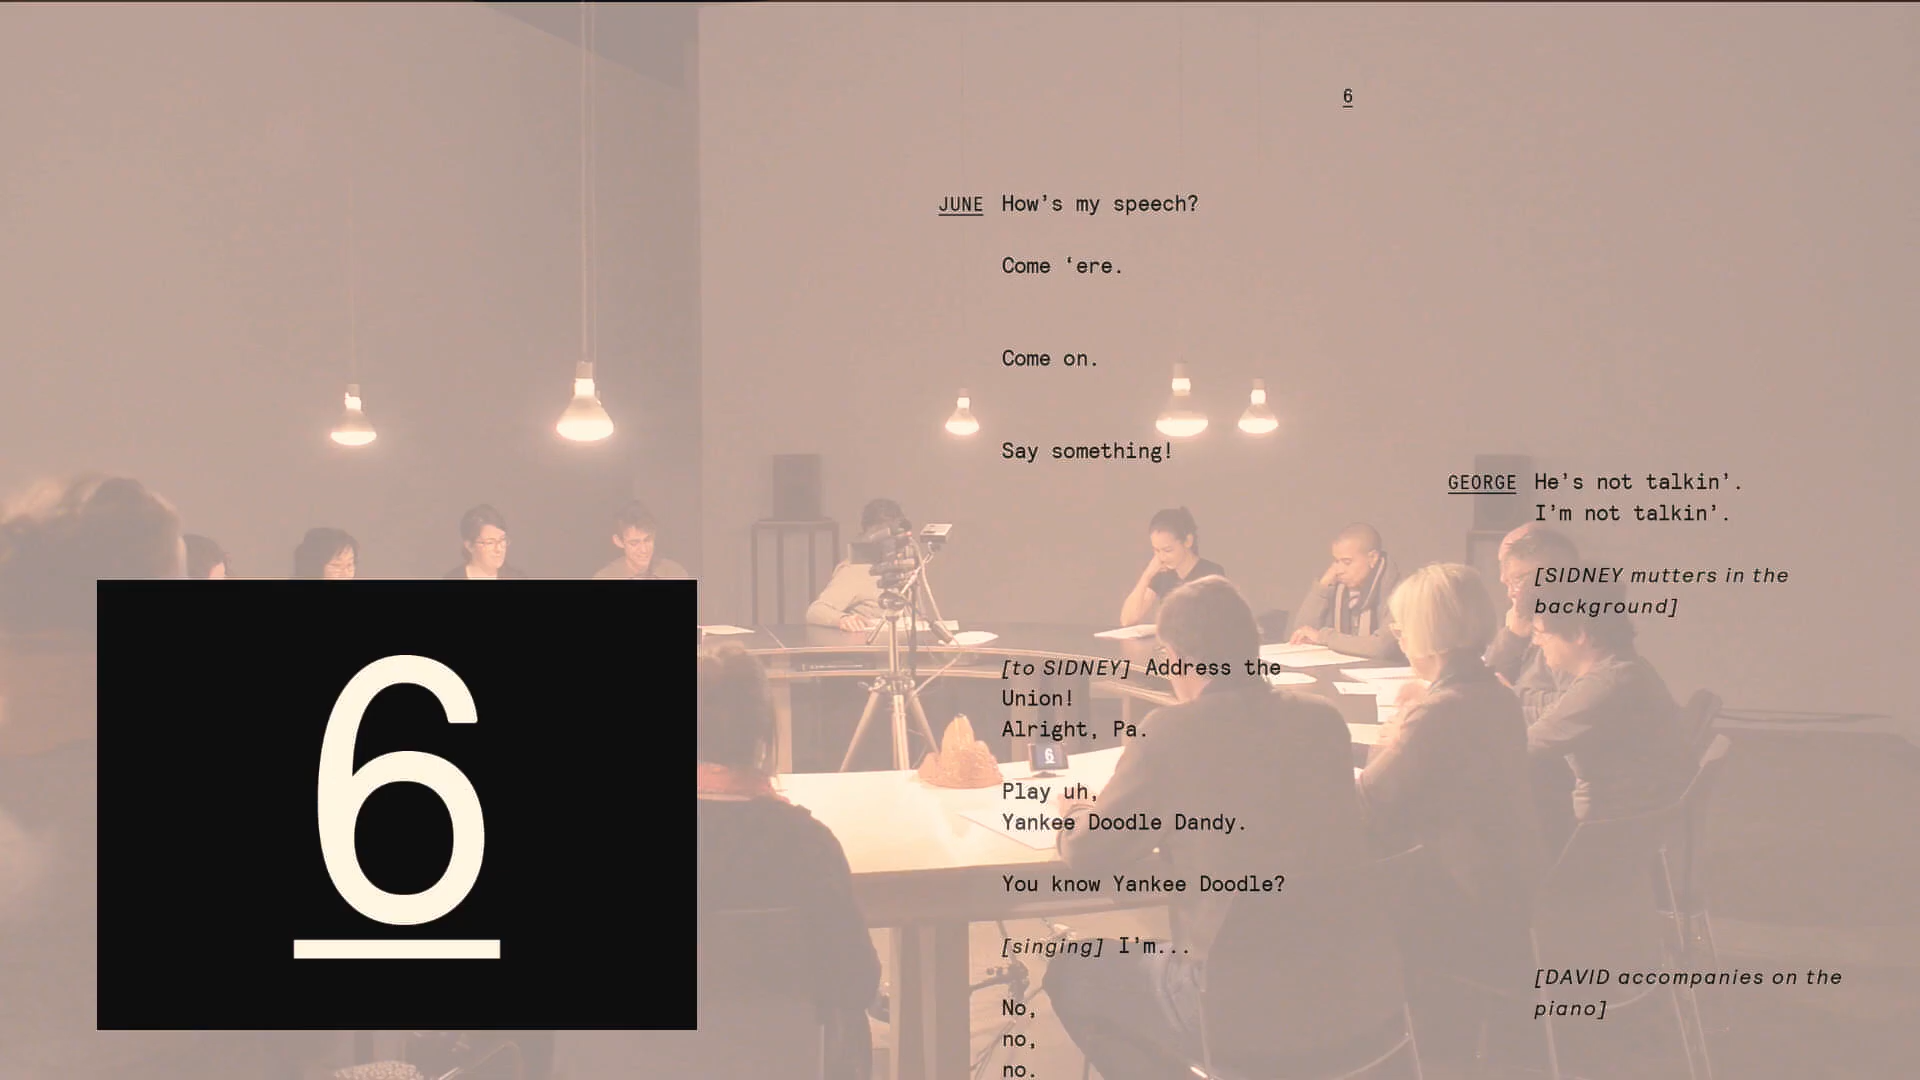 6
JUNE How’s my speech?
Come ‘ere.
Come on.
Say something!
GEORGE He’s not talkin’.
I’m not talkin’.
[SIDNEY mutters in the
background]
[to SIDNEY] Address the
Union!
Alright, Pa.
6
Play uh,
Yankee Doodle Dandy.
You know Yankee Doodle?
[singing] I’m...
[DAVID accompanies on the
piano]
No,
no,
no.
6